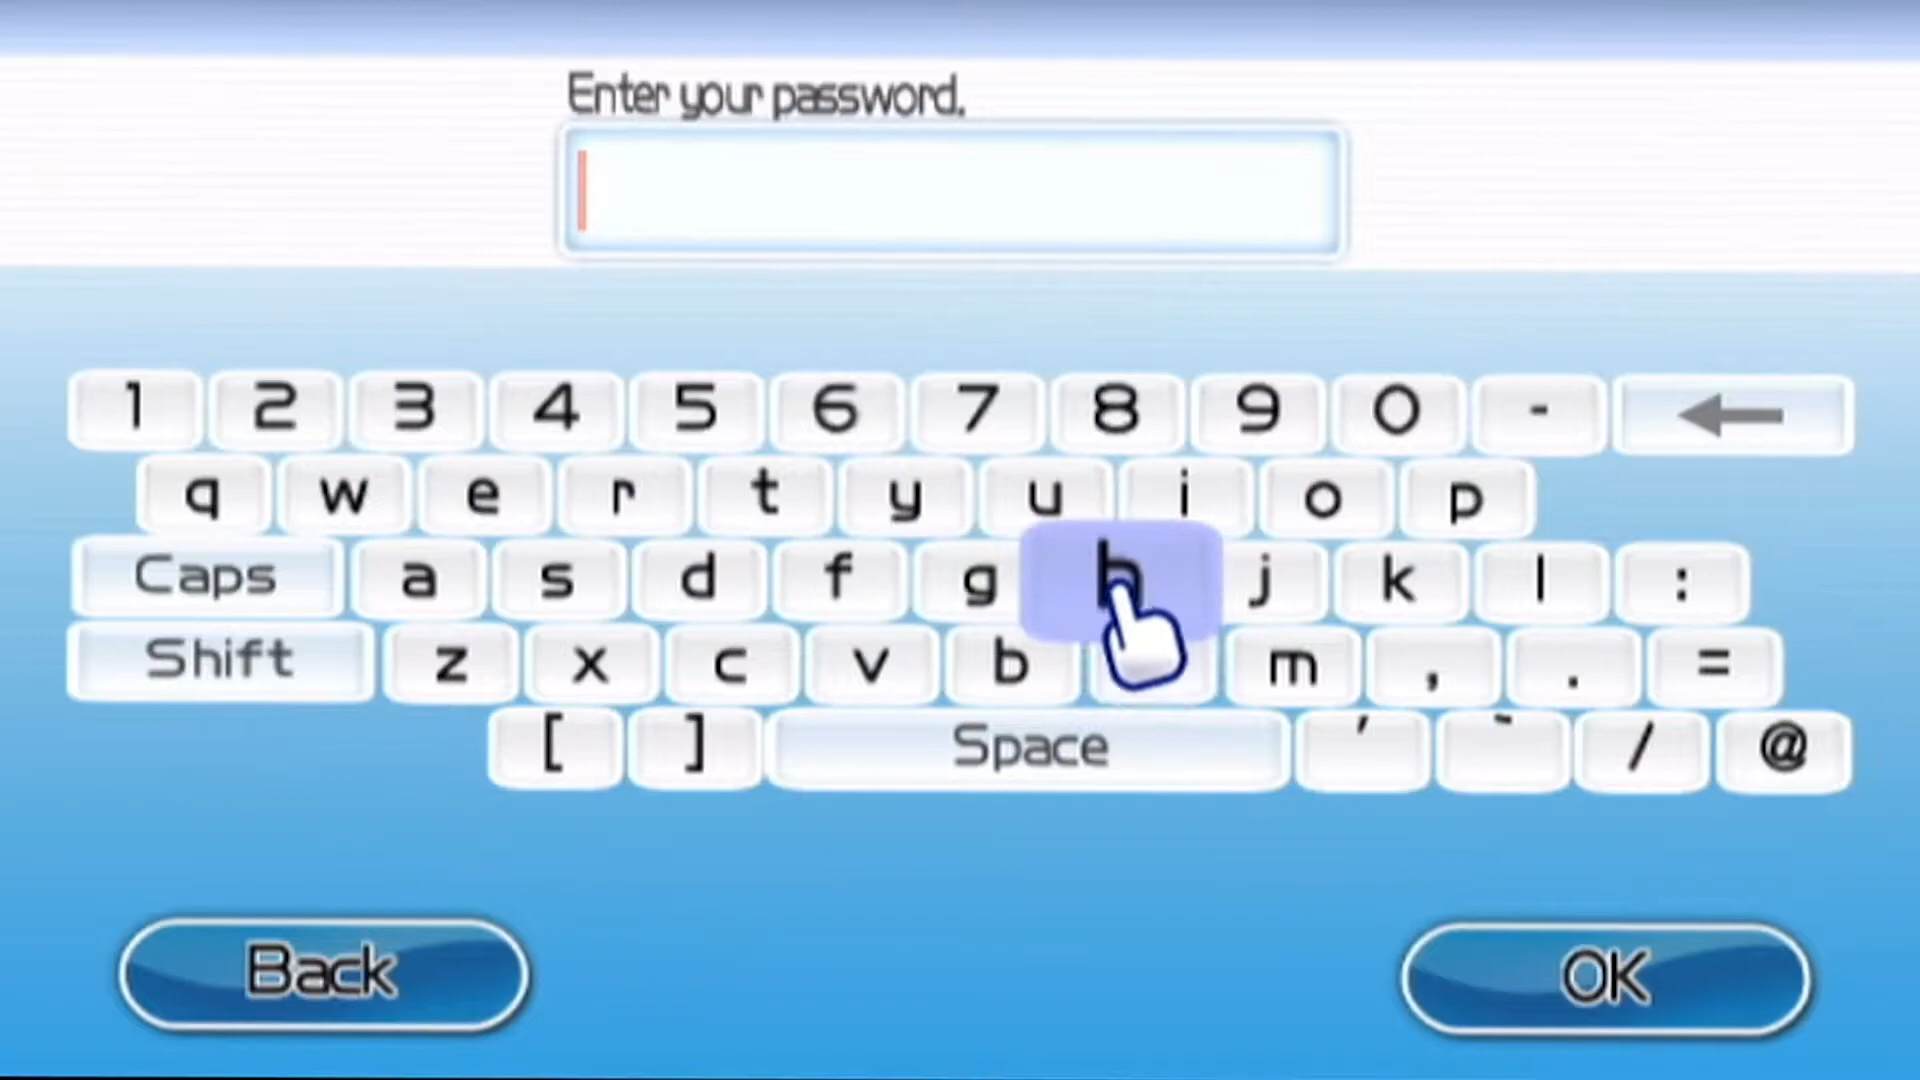 Enter your password.
1 2 3 4 5 6 7 8 9 0 -
q w e r t y u i o p
Caps a s d f g h j k l :
Shift z x c v b m , . =
[ ] Space ' ~ / @
Back OK